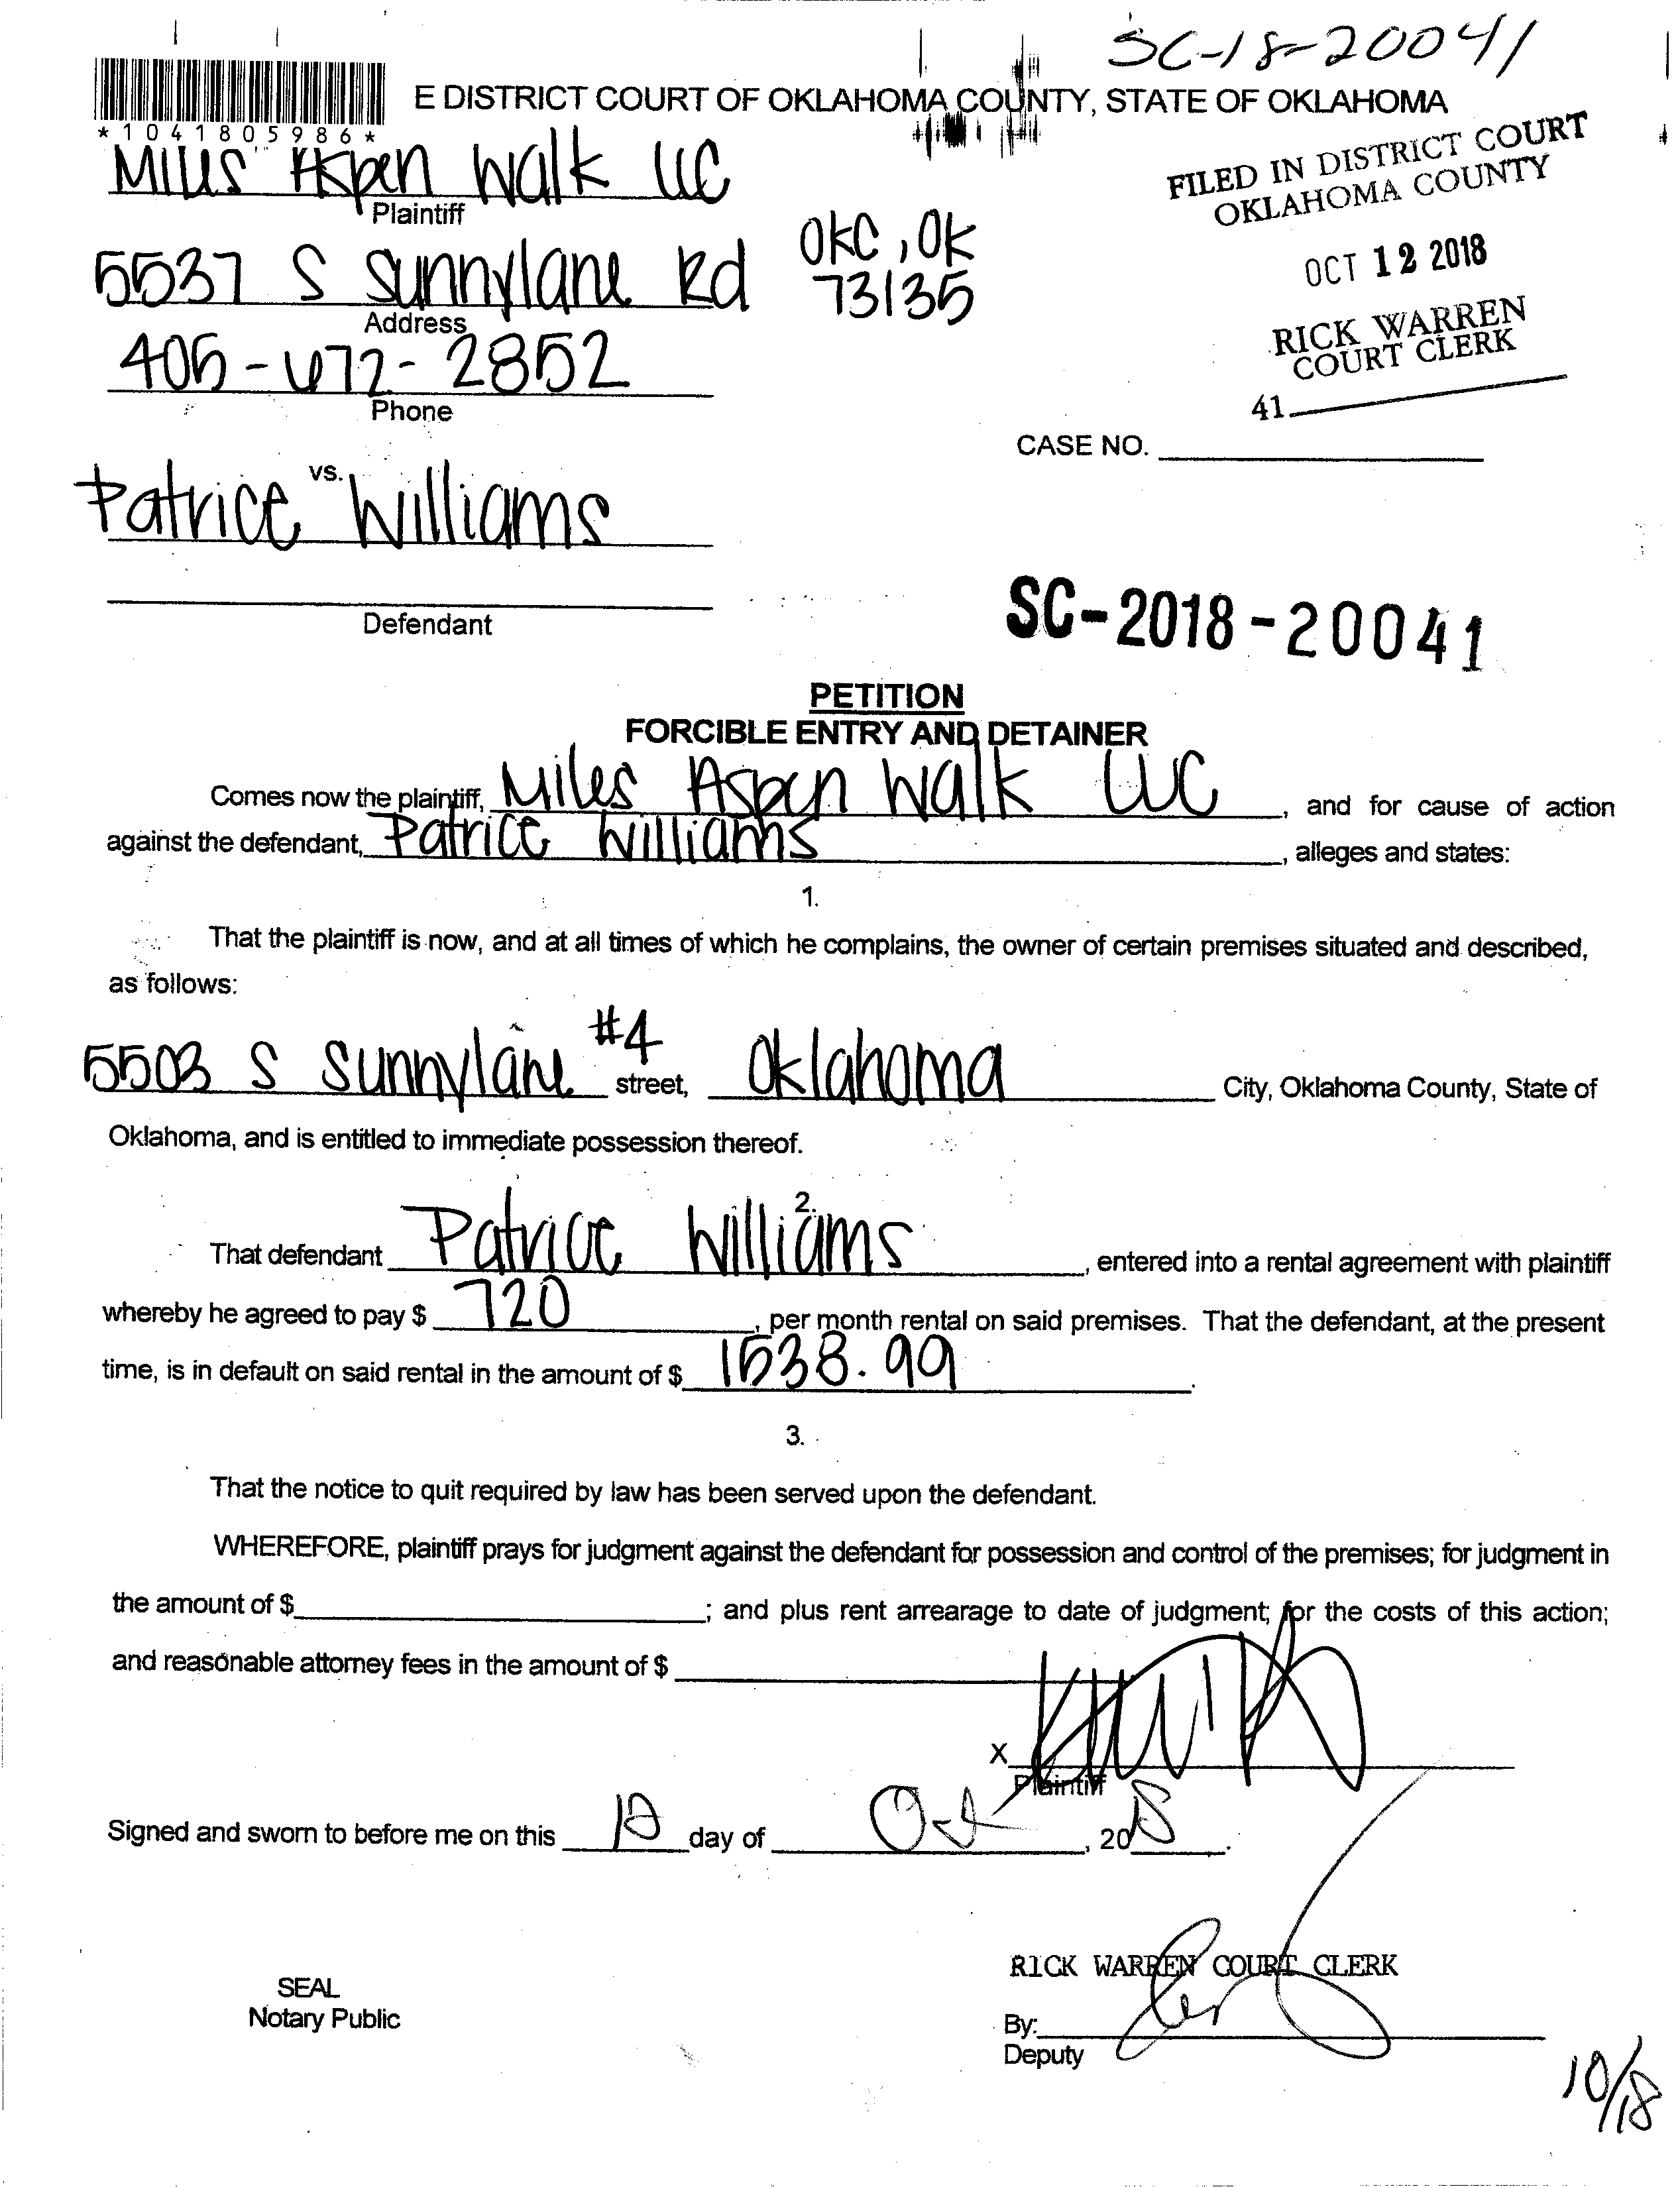 SC-18-20041
E DISTRICT COURT OF OKLAHOMA COUNTY, STATE OF OKLAHOMA
*1041805986*
Miles Aspen Walk LLC
Plaintiff
FILED IN DISTRICT COURT
OKLAHOMA COUNTY
5537 S Sunnylane Rd OKC, OK 73135
Address
OCT 12 2018
405-672-2852
Phone
RICK WARREN
COURT CLERK
41
CASE NO.
vs.
Patrice Williams
Defendant
SC-2018-20041
PETITION
FORCIBLE ENTRY AND DETAINER
Comes now the plaintiff, Miles Aspen Walk LLC, and for cause of action
against the defendant, Patrice Williams, alleges and states:
1.
That the plaintiff is now, and at all times of which he complains, the owner of certain premises situated and described,
as follows:
5503 S Sunnylane #4 street, Oklahoma City, Oklahoma County, State of
Oklahoma, and is entitled to immediate possession thereof.
2.
That defendant Patrice Williams, entered into a rental agreement with plaintiff
whereby he agreed to pay $ 720, per month rental on said premises. That the defendant, at the present
time, is in default on said rental in the amount of $ 1538.99.
3.
That the notice to quit required by law has been served upon the defendant.
WHEREFORE, plaintiff prays for judgment against the defendant for possession and control of the premises; for judgment in
the amount of $; and plus rent arrearage to date of judgment; for the costs of this action;
and reasonable attorney fees in the amount of $
X
Plaintiff
Signed and sworn to before me on this 12 day of Oct, 2018.
RICK WARREN COURT CLERK
SEAL
Notary Public
By:
Deputy
10/18